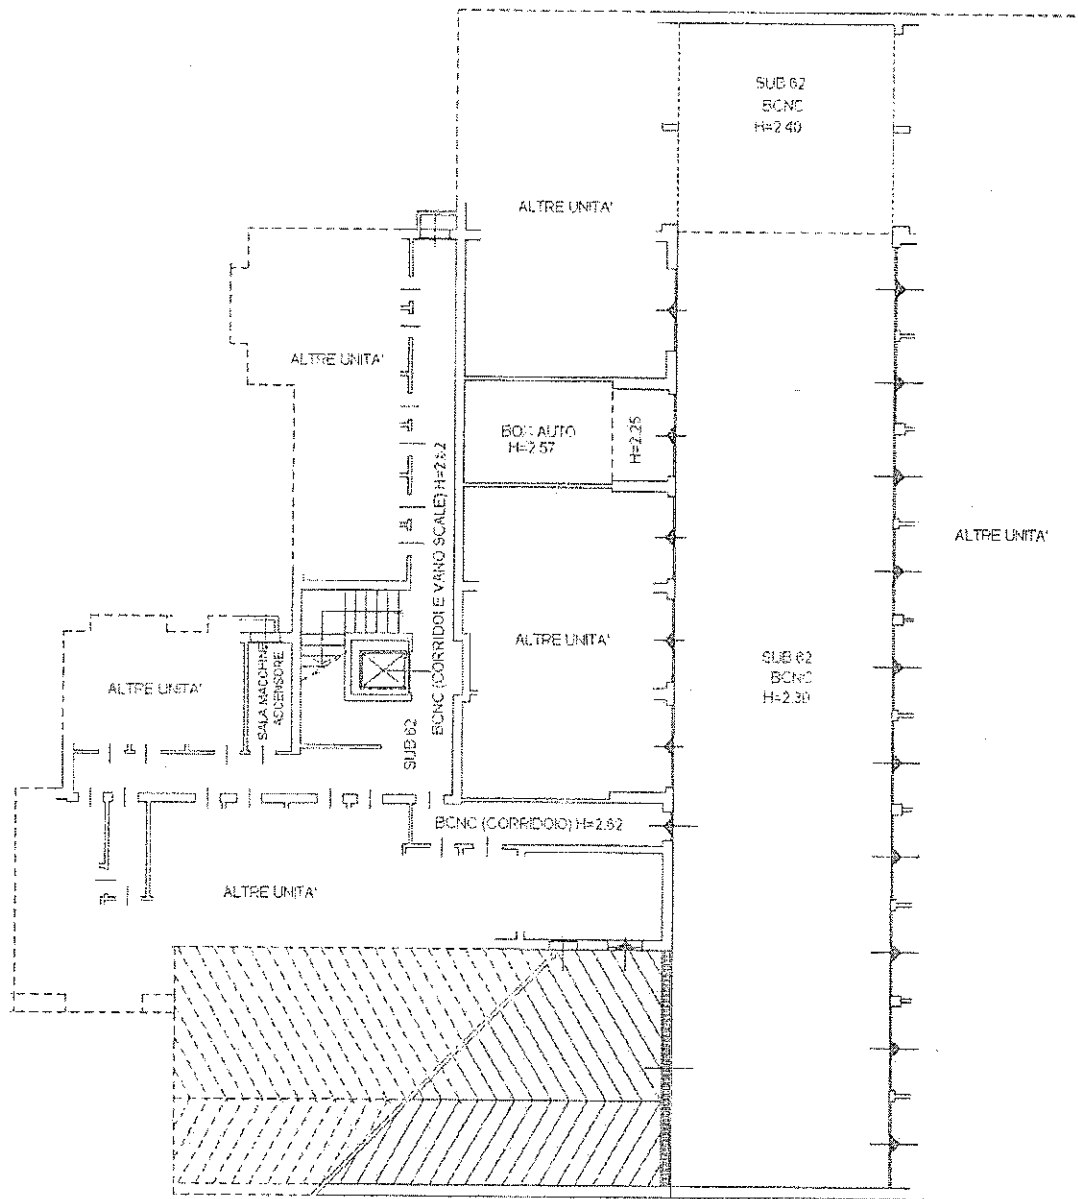 SUB 62
BCNC
H=2.40
ALTRE UNITA'
ALTRE UNITA'
BOX AUTO
H=2.57
H=2.25
BCNC (CORRIDOI E VANO SCALE) H=2.62
SUB 62
ALTRE UNITA'
ALTRE UNITA'
SUB 62
BCNC
H=2.30
ALTRE UNITA'
SALA MACCHINE
ASCENSORE
BCNC (CORRIDOIO) H=2.62
ALTRE UNITA'